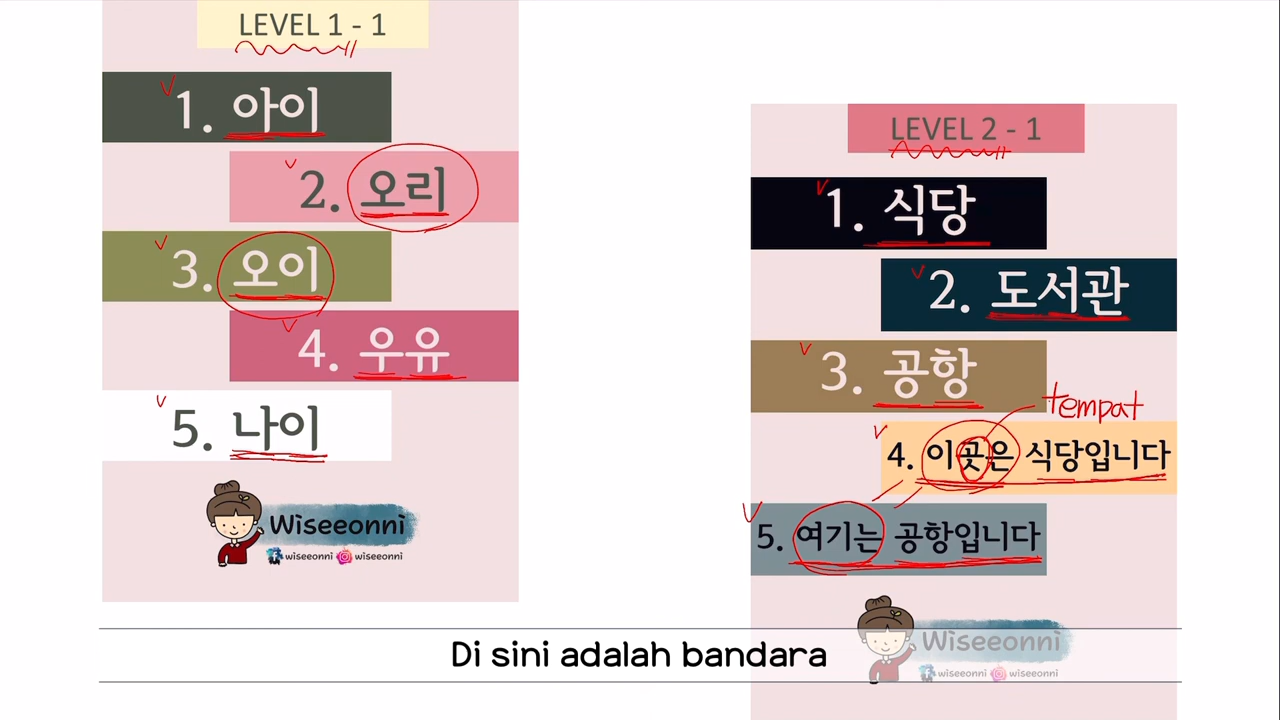 LEVEL 1 - 1
1. 아이
2. 오리
3. 오이
4. 우유
5. 나이
Wiseeonni
wiseeonni wiseeonni
LEVEL 2 - 1
1. 식당
2. 도서관
3. 공항
tempat
4. 이곳은 식당입니다
5. 여기는 공항입니다
Wiseeonni
wiseeonni wiseeonni
Di sini adalah bandara